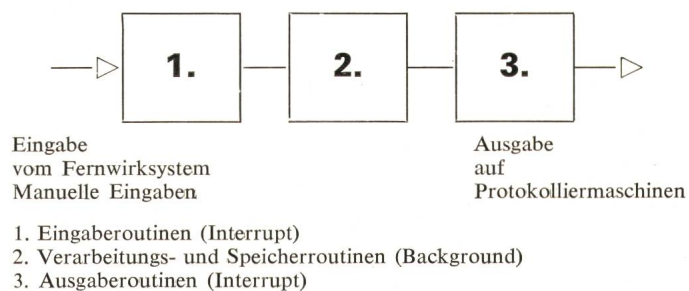 1.
2.
3.
Eingabe
vom Fernwirksystem
Manuelle Eingaben
Ausgabe
auf
Protokolliermaschinen
1. Eingaberoutinen (Interrupt)
2. Verarbeitungs- und Speicherroutinen (Background)
3. Ausgaberoutinen (Interrupt)